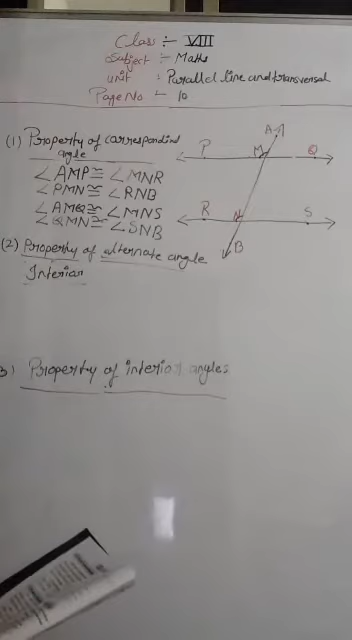 Class :- VIII
Subject :- Maths
unit : Parallel line and transversal
Page No :- 10
(1) Property of corresponding angle
∠AMP ≅ ∠MNR
∠PMN ≅ ∠RNB
∠AMQ ≅ ∠MNS
∠QMN ≅ ∠SNB
A
P M Q
R N S
B
(2) Property of alternate angle
Interior
3) Property of interior angles